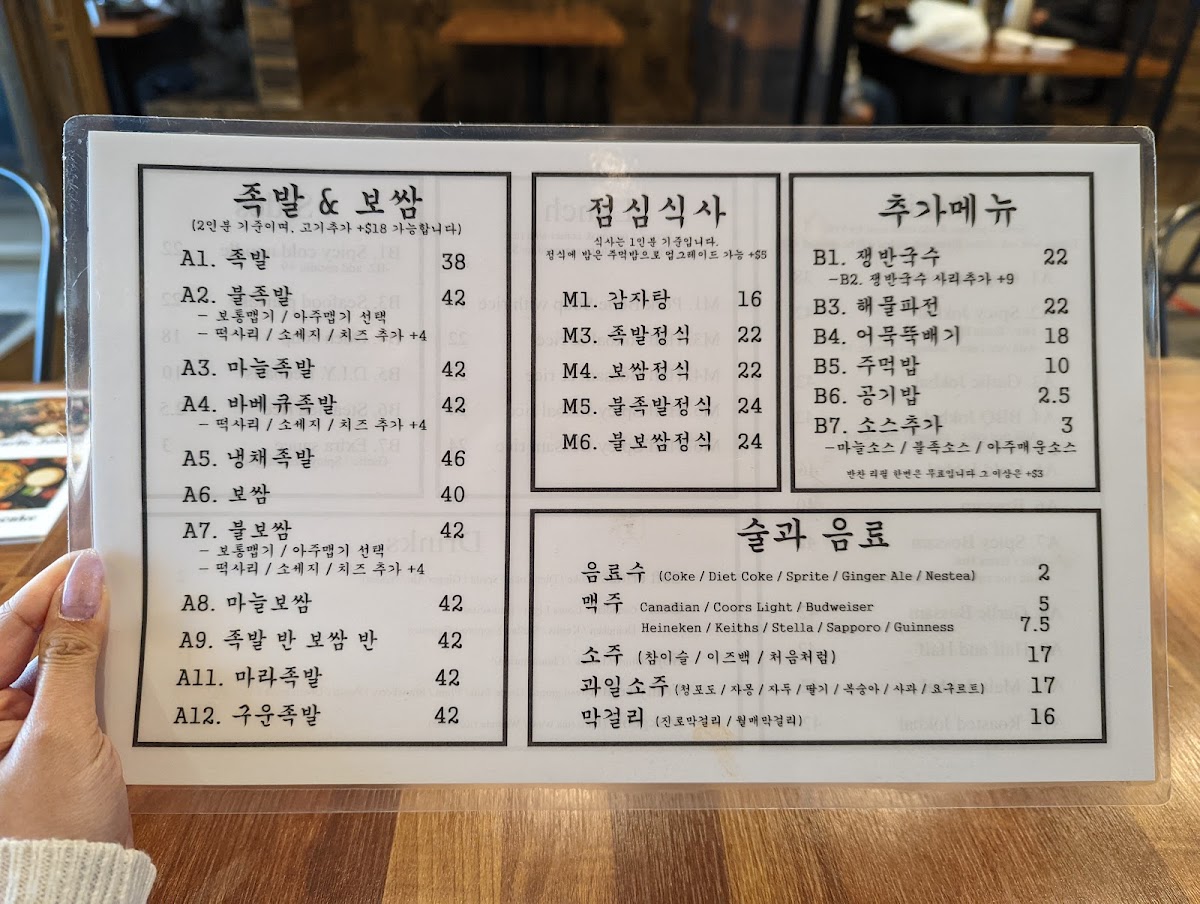 족발 & 보쌈
(2인분 기준이며, 고기추가 +$18 가능합니다)
A1. 족발 38
A2. 불족발 42
- 보통맵기 / 아주맵기 선택
- 떡사리 / 소세지 / 치즈 추가 +4
A3. 마늘족발 42
A4. 바베큐족발 42
- 떡사리 / 소세지 / 치즈 추가 +4
A5. 냉채족발 46
A6. 보쌈 40
A7. 불보쌈 42
- 보통맵기 / 아주맵기 선택
- 떡사리 / 소세지 / 치즈 추가 +4
A8. 마늘보쌈 42
A9. 족발 반 보쌈 반 42
A11. 마라족발 42
A12. 구운족발 42
점심식사
식사는 1인분 기준입니다.
정식에 밥은 주먹밥으로 업그레이드 가능 +$5
M1. 감자탕 16
M3. 족발정식 22
M4. 보쌈정식 22
M5. 불족발정식 24
M6. 불보쌈정식 24
추가메뉴
B1. 쟁반국수 22
-B2. 쟁반국수 사리추가 +9
B3. 해물파전 22
B4. 어묵뚝배기 18
B5. 주먹밥 10
B6. 공기밥 2.5
B7. 소스추가 3
-마늘소스 / 불족소스 / 아주매운소스
반찬 리필 한번은 무료입니다 그 이상은 +$3
술과 음료
음료수 (Coke / Diet Coke / Sprite / Ginger Ale / Nestea) 2
맥주 Canadian / Coors Light / Budweiser 5
Heineken / Keiths / Stella / Sapporo / Guinness 7.5
소주 (참이슬 / 이즈백 / 처음처럼) 17
과일소주 (청포도 / 자몽 / 자두 / 딸기 / 복숭아 / 사과 / 요구르트) 17
막걸리 (진로막걸리 / 월매막걸리) 16